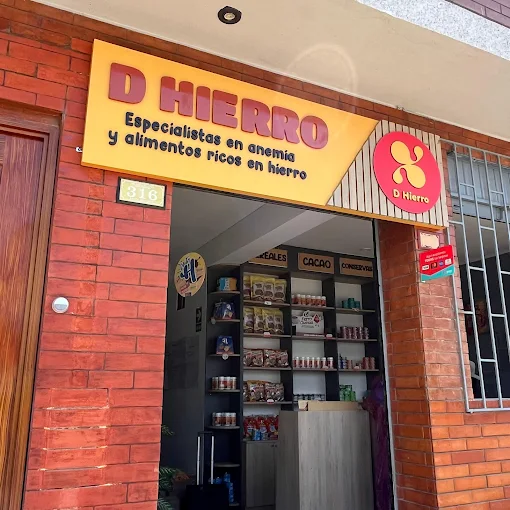 D HIERRO
Especialistas en anemia
y alimentos ricos en hierro
D Hierro
316
CEREALES
CACAO
CONSERVAS